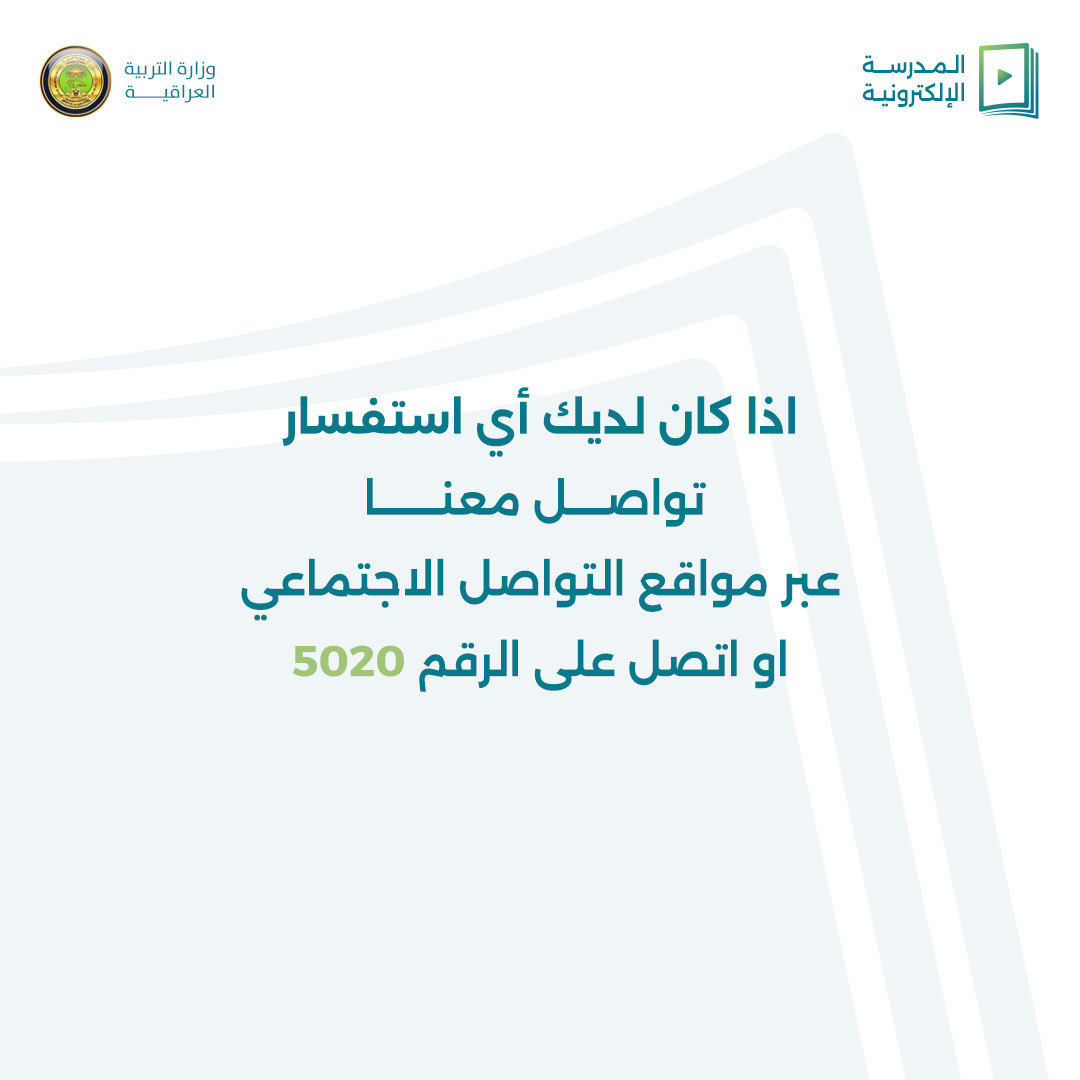 المدرسة
الإلكترونية
وزارة التربية
العراقية
اذا كان لديك أي استفسار
تواصل معنا
عبر مواقع التواصل الاجتماعي
او اتصل على الرقم 5020